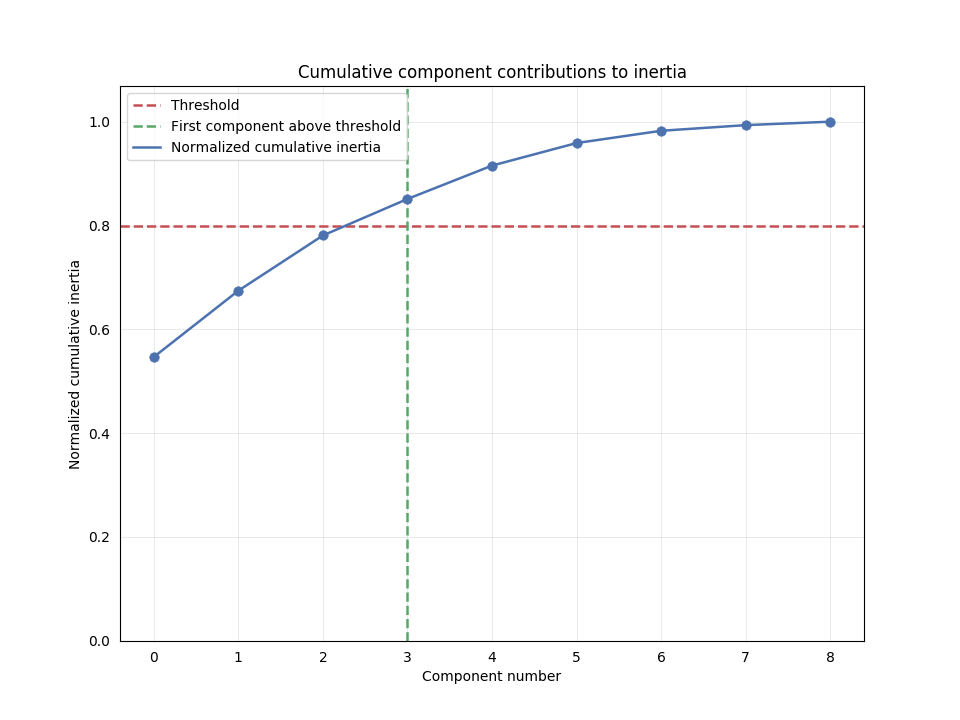 Cumulative component contributions to inertia
Threshold
First component above threshold
Normalized cumulative inertia
Normalized cumulative inertia
1.0
0.8
0.6
0.4
0.2
0.0
0 1 2 3 4 5 6 7 8
Component number